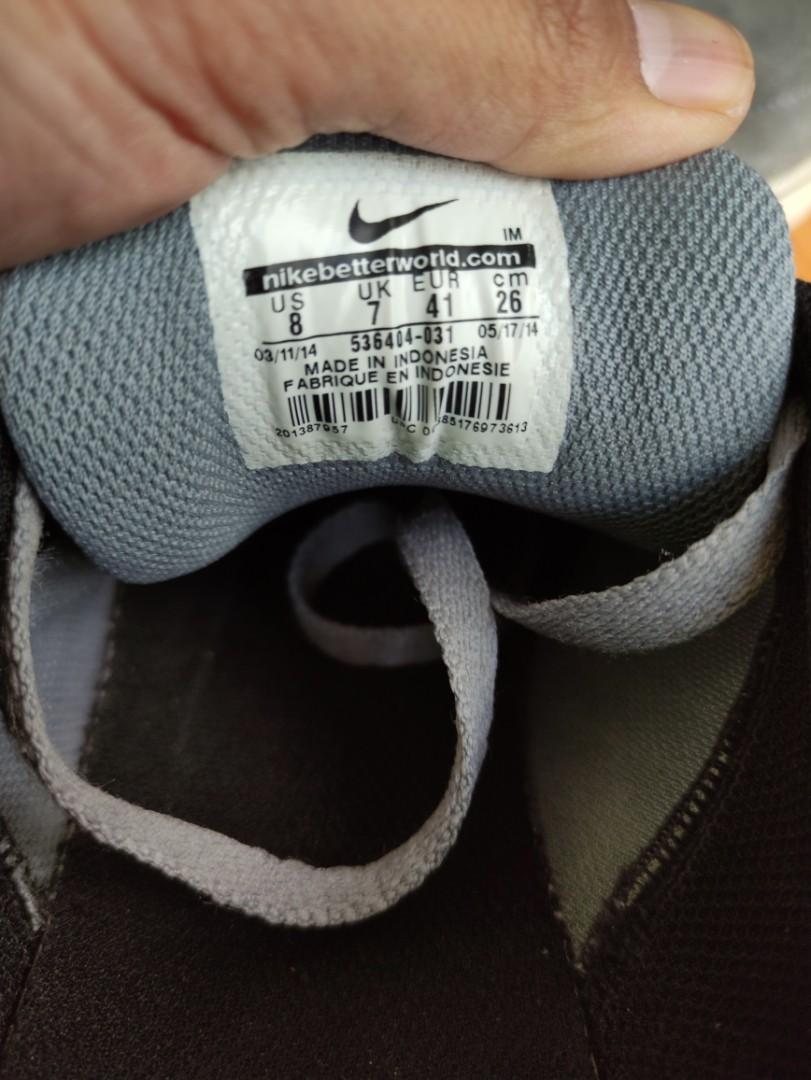 IM
nikebetterworld.com
US UK EUR cm
8 7 41 26
03/11/14 536404-031 05/17/14
MADE IN INDONESIA
FABRIQUE EN INDONESIE
201387957